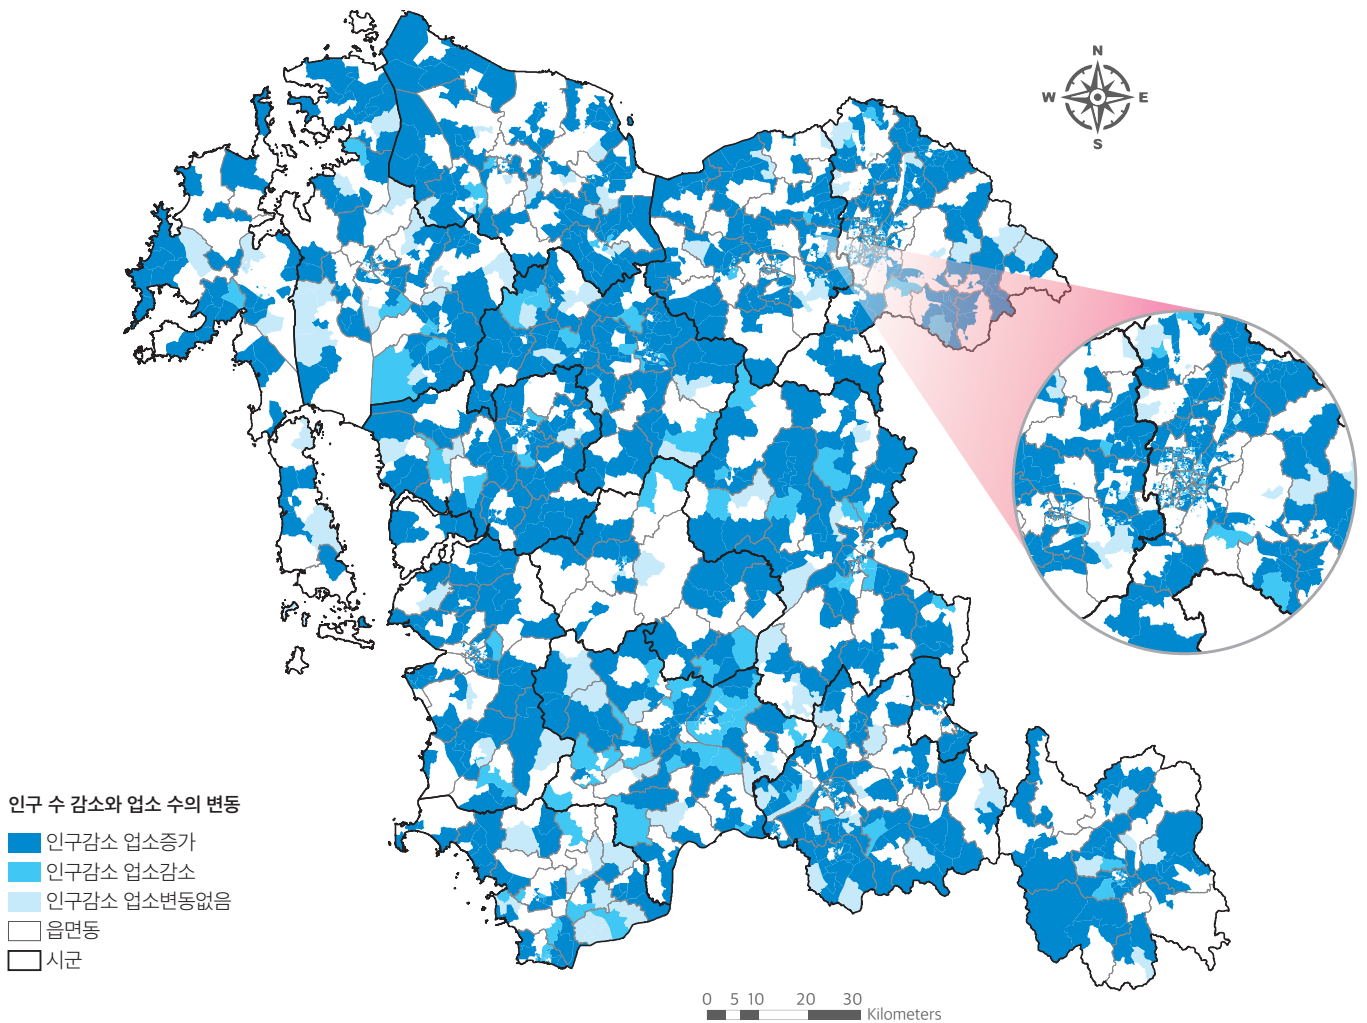 N
W
E
S
인구 수 감소와 업소 수의 변동
인구감소 업소증가
인구감소 업소감소
인구감소 업소변동없음
읍면동
시군
0 5 10 20 30
Kilometers